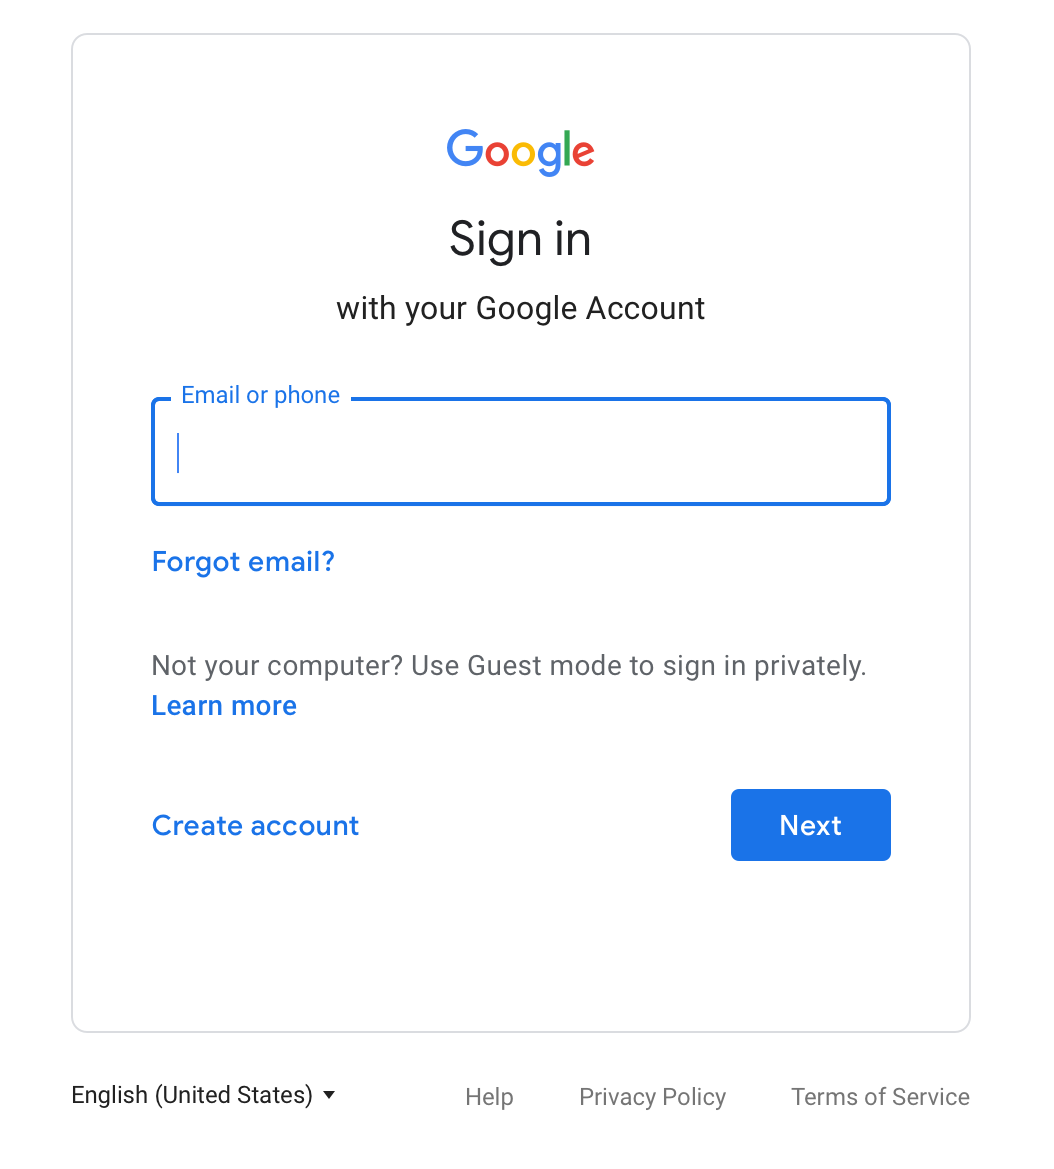 Google
Sign in
with your Google Account
Email or phone
Forgot email?
Not your computer? Use Guest mode to sign in privately.
Learn more
Create account
Next
English (United States)
Help
Privacy Policy
Terms of Service